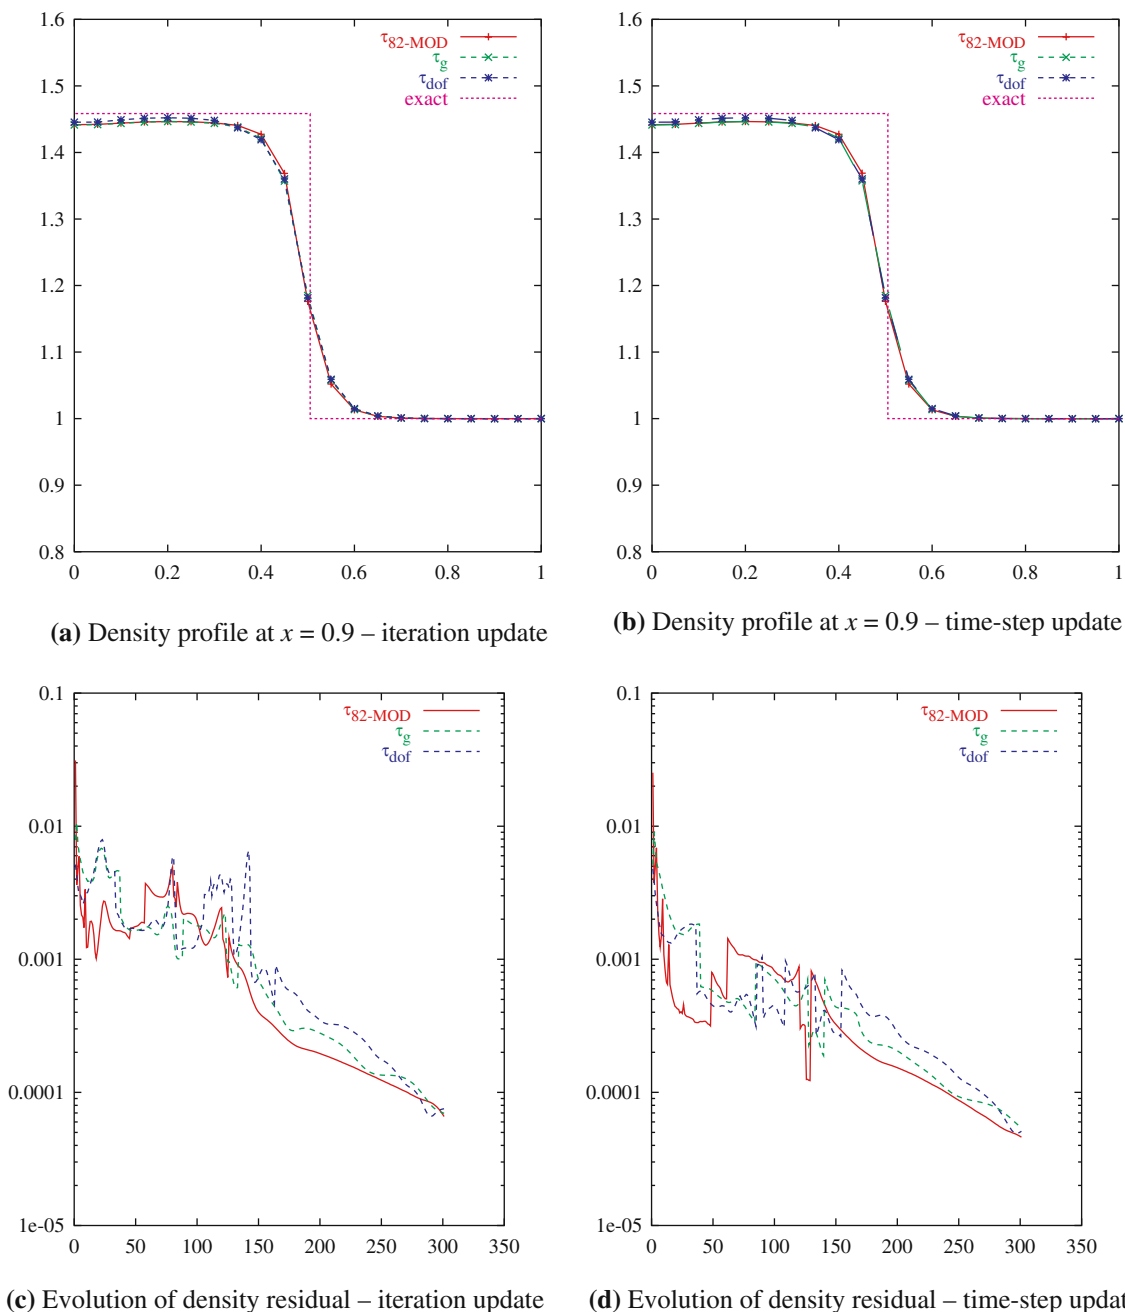 1.6
1.5
1.4
1.3
1.2
1.1
1
0.9
0.8
0 0.2 0.4 0.6 0.8 1
τ82-MOD
τg
τdof
exact
(a) Density profile at x = 0.9 – iteration update
1.6
1.5
1.4
1.3
1.2
1.1
1
0.9
0.8
0 0.2 0.4 0.6 0.8 1
τ82-MOD
τg
τdof
exact
(b) Density profile at x = 0.9 – time-step update
0.1
0.01
0.001
0.0001
1e-05
0 50 100 150 200 250 300 350
τ82-MOD
τg
τdof
(c) Evolution of density residual – iteration update
0.1
0.01
0.001
0.0001
1e-05
0 50 100 150 200 250 300 350
τ82-MOD
τg
τdof
(d) Evolution of density residual – time-step updat